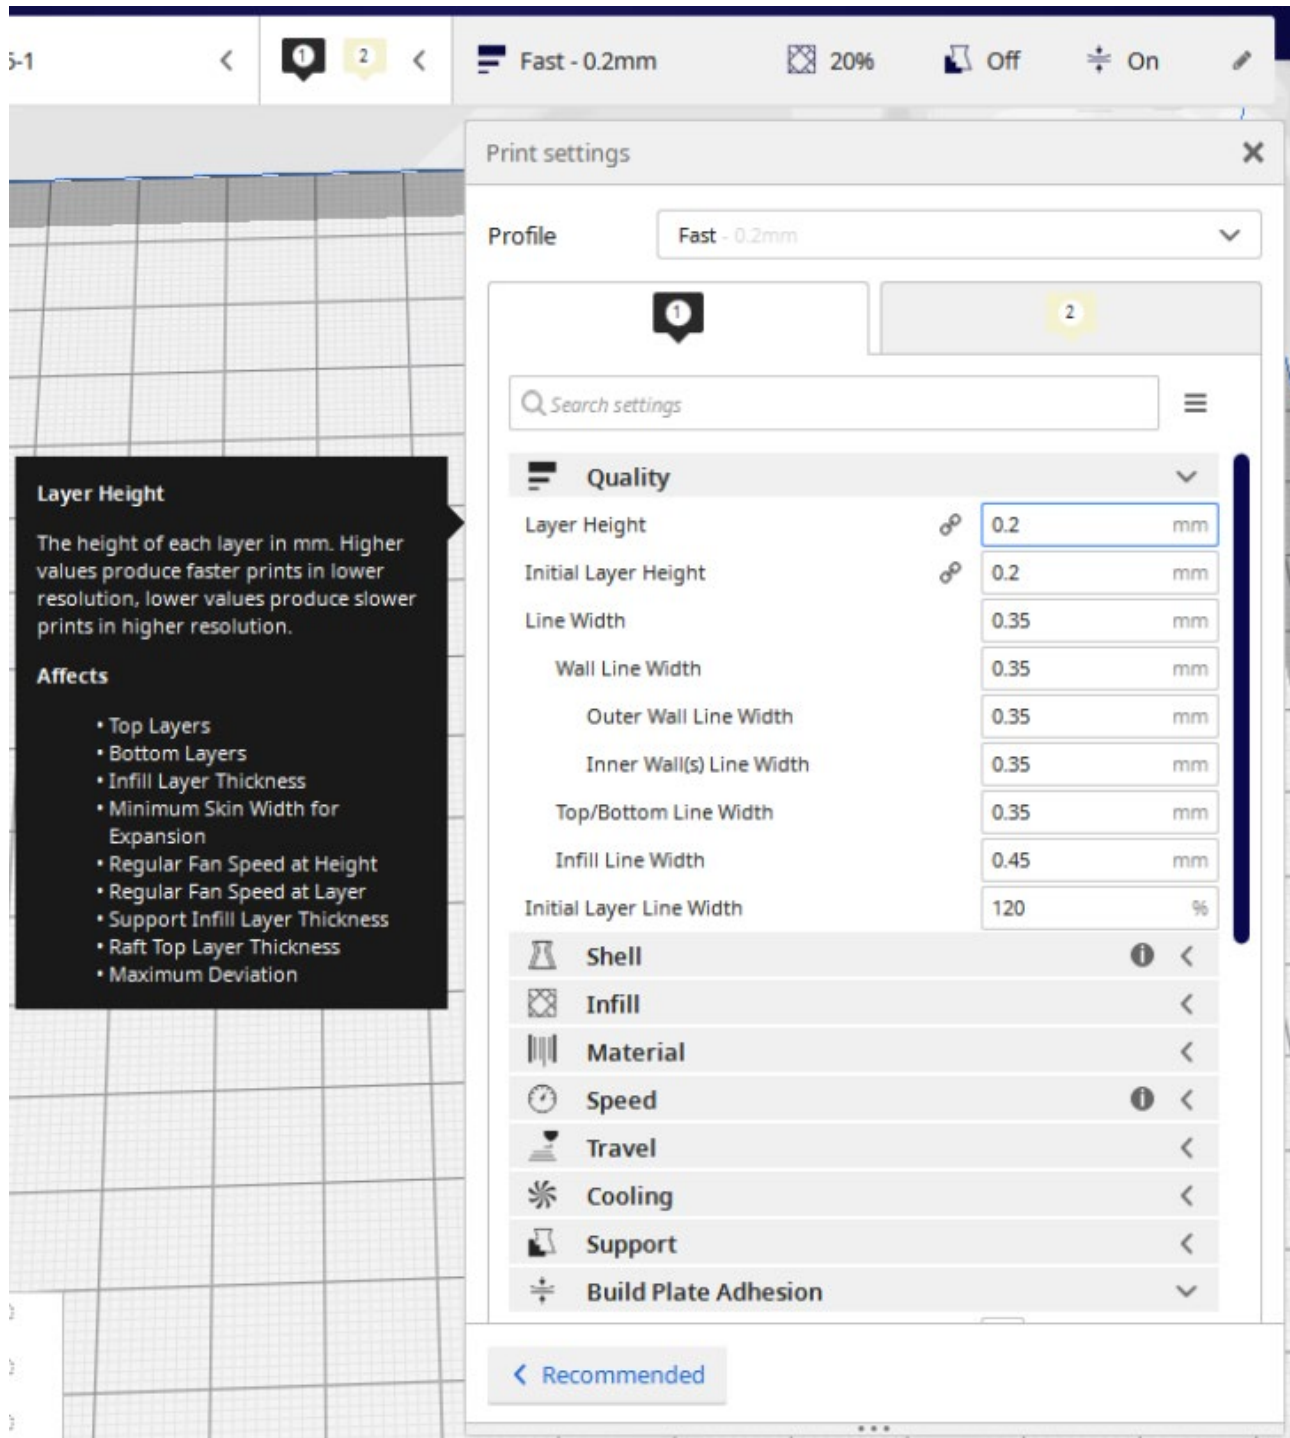 5-1
1
2
Fast - 0.2mm
20%
Off
On
Print settings
Profile
Fast - 0.2mm
1
2
Search settings
Quality
Layer Height
0.2 mm
Initial Layer Height
0.2 mm
Line Width
0.35 mm
Wall Line Width
0.35 mm
Outer Wall Line Width
0.35 mm
Inner Wall(s) Line Width
0.35 mm
Top/Bottom Line Width
0.35 mm
Infill Line Width
0.45 mm
Initial Layer Line Width
120 %
Shell
Infill
Material
Speed
Travel
Cooling
Support
Build Plate Adhesion
Recommended
Layer Height
The height of each layer in mm. Higher
values produce faster prints in lower
resolution, lower values produce slower
prints in higher resolution.
Affects
• Top Layers
• Bottom Layers
• Infill Layer Thickness
• Minimum Skin Width for
Expansion
• Regular Fan Speed at Height
• Regular Fan Speed at Layer
• Support Infill Layer Thickness
• Raft Top Layer Thickness
• Maximum Deviation